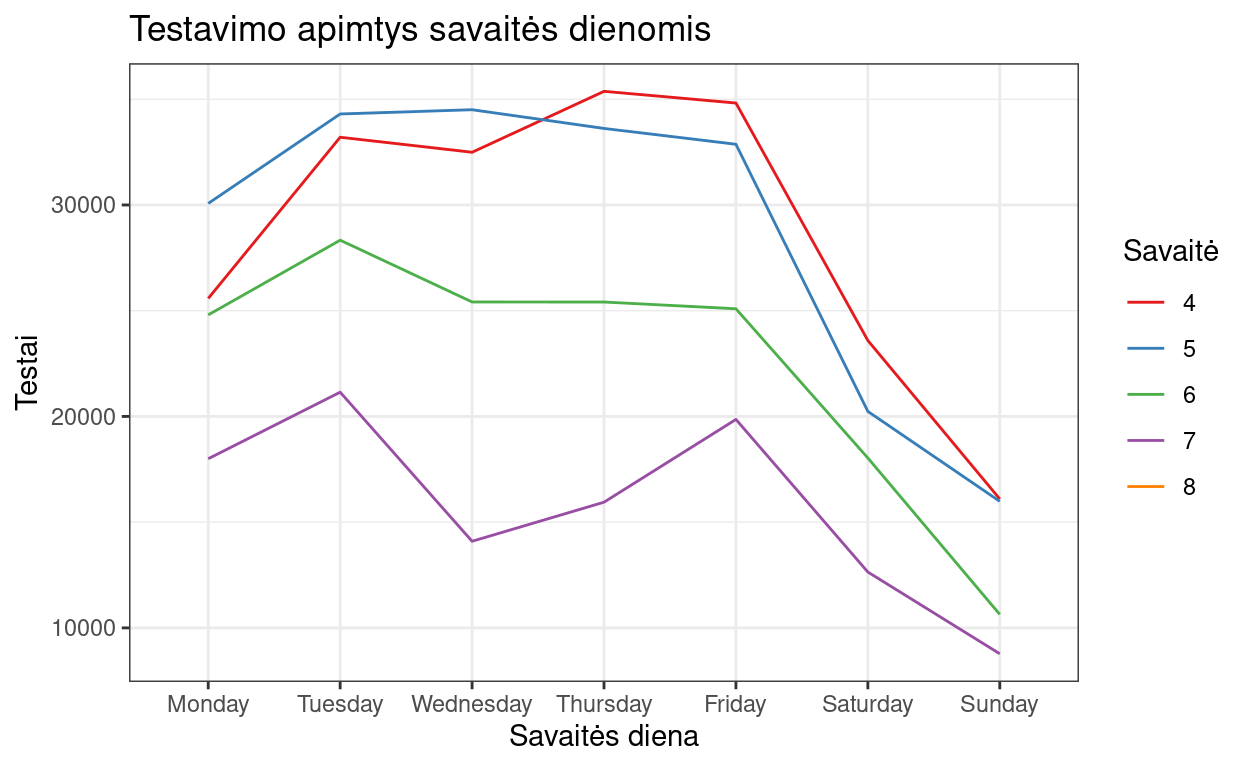 Testavimo apimtys savaitės dienomis
Testai
30000
20000
10000
Monday Tuesday Wednesday Thursday Friday Saturday Sunday
Savaitės diena
Savaitė
4
5
6
7
8